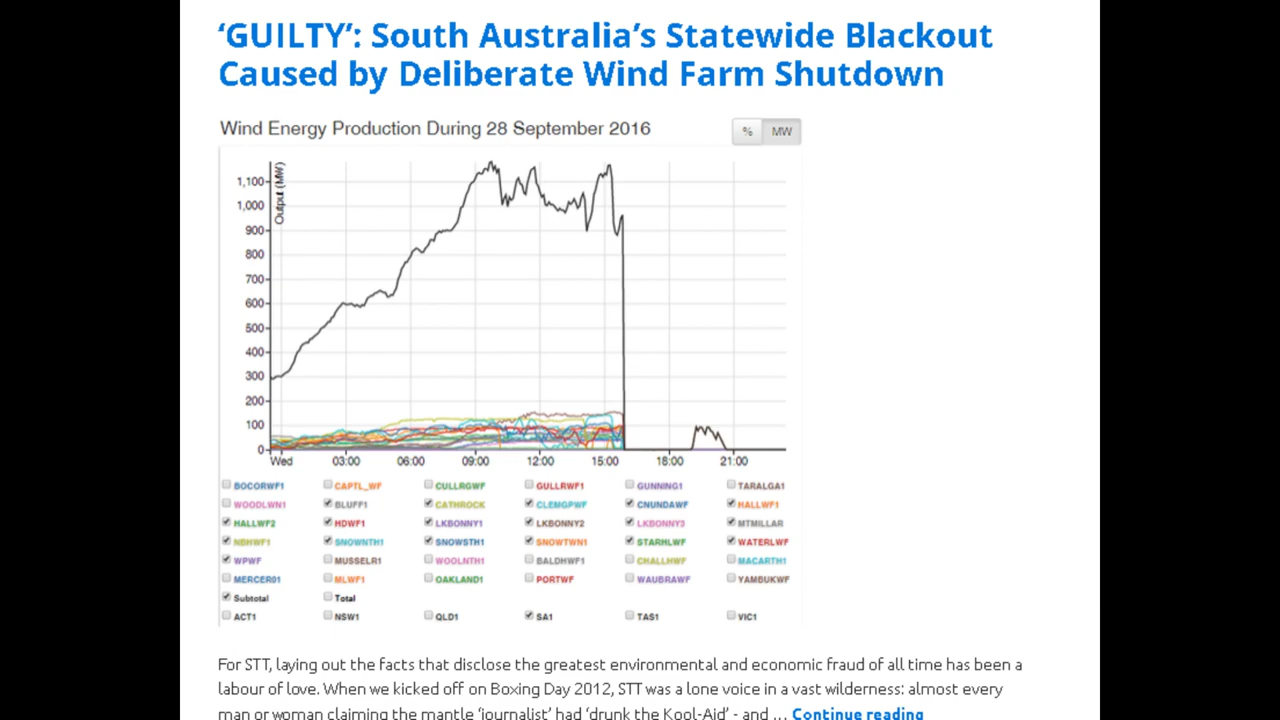 ‘GUILTY’: South Australia’s Statewide Blackout
Caused by Deliberate Wind Farm Shutdown
Wind Energy Production During 28 September 2016
% MW
Output (MW)
1,100
1,000
900
800
700
600
500
400
300
200
100
0
Wed 03:00 06:00 09:00 12:00 15:00 18:00 21:00
BOCORWF1 CAPTL_WF CULLRGWF GULLRWF1 GUNNING1 TARALGA1
WOODLWN1 BLUFF1 CATHROCK CLEMGPWF CNUNDAWF HALLWF1
HALLWF2 HDWF1 LKBONNY1 LKBONNY2 LKBONNY3 MTMILLAR
NBHWF1 SNOWNTH1 SNOWSTH1 SNOWTWN1 STARHLWF WATERLWF
WPWF MUSSELR1 WOOLNTH1 BALDHWF1 CHALLHWF MACARTH1
MERCER01 MLWF1 OAKLAND1 PORTWF WAUBRAWF YAMBUKWF
Subtotal Total
ACT1 NSW1 QLD1 SA1 TAS1 VIC1
For STT, laying out the facts that disclose the greatest environmental and economic fraud of all time has been a
labour of love. When we kicked off on Boxing Day 2012, STT was a lone voice in a vast wilderness: almost every
man or woman claiming the mantle ‘journalist’ had ‘drunk the Kool-Aid’ - and … Continue reading